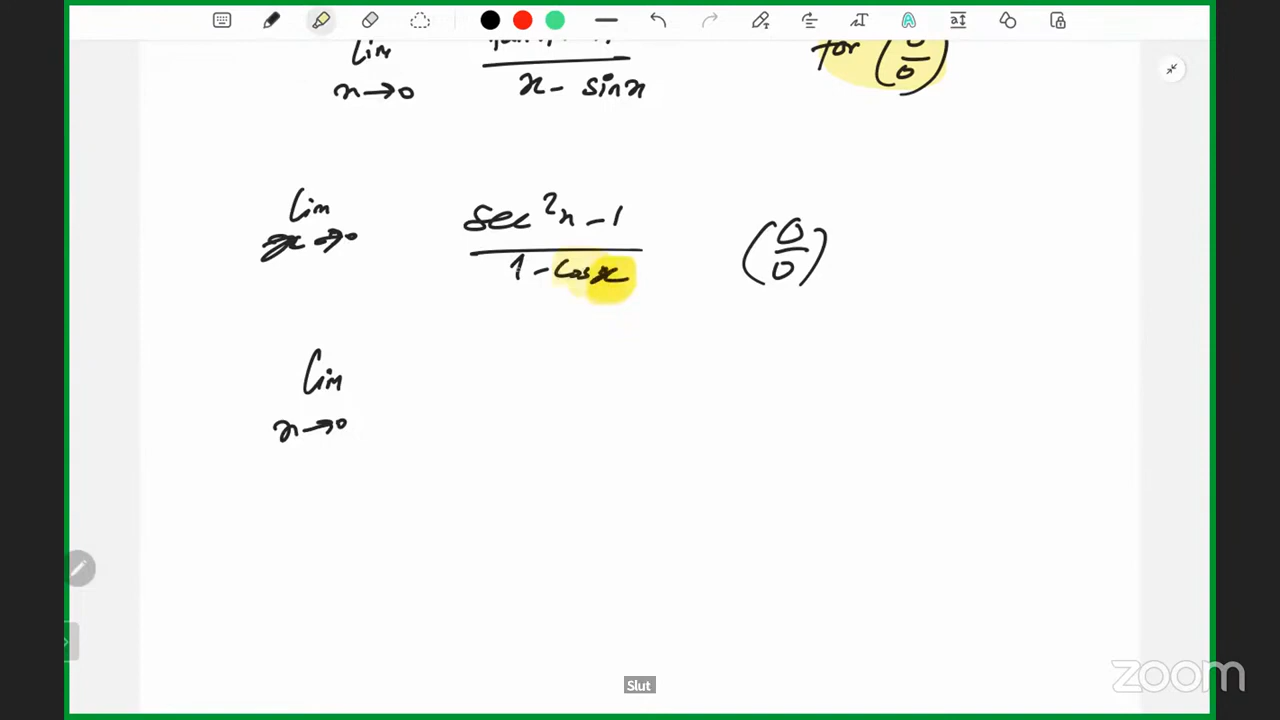 Lim
x→0
x - sinx
for (0/0)
Lim
x→0
sec²x - 1
1 - cosx
(0/0)
Lim
x→0
Slut
zoom